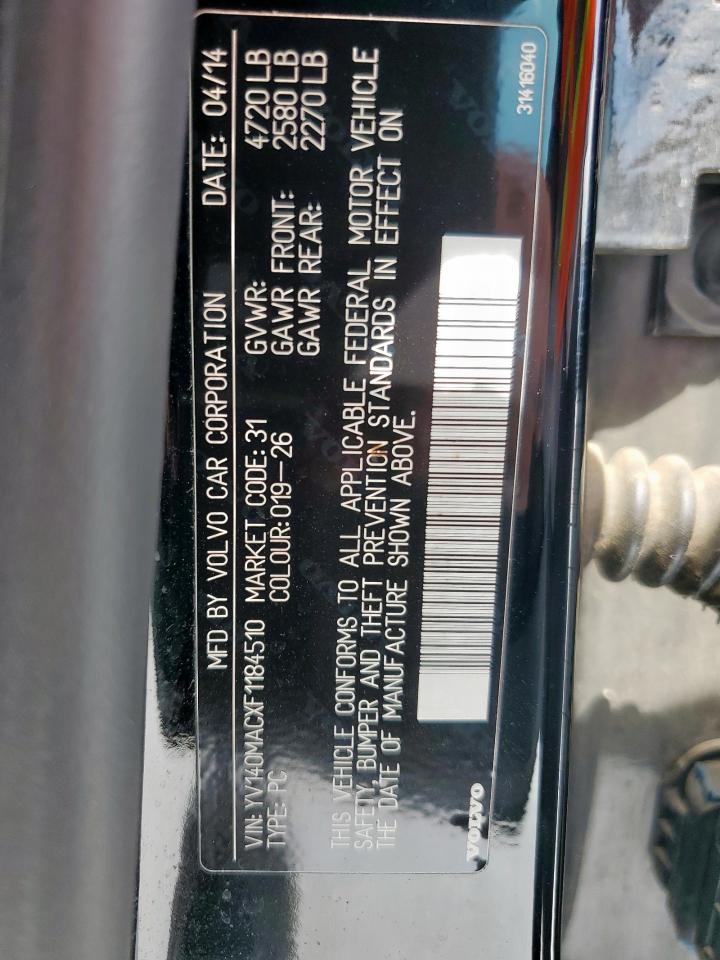 MFD BY VOLVO CAR CORPORATION DATE: 04/14
VIN: YV140MACXF1184510 MARKET CODE: 31 GVWR: 4720 LB
TYPE: PC COLOUR: 019-26 GAWR FRONT: 2580 LB
GAWR REAR: 2270 LB
THIS VEHICLE CONFORMS TO ALL APPLICABLE FEDERAL MOTOR VEHICLE
SAFETY, BUMPER AND THEFT PREVENTION STANDARDS IN EFFECT ON
THE DATE OF MANUFACTURE SHOWN ABOVE.
VOLVO
31416040